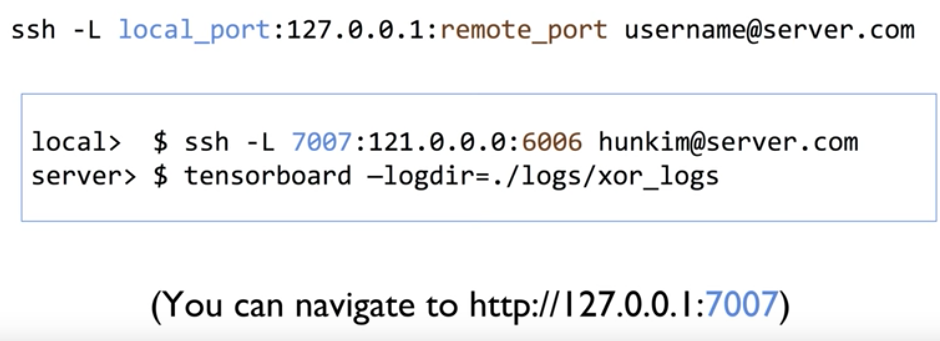 ssh -L local_port:127.0.0.1:remote_port username@server.com
local> $ ssh -L 7007:121.0.0.0:6006 hunkim@server.com
server> $ tensorboard —logdir=./logs/xor_logs
(You can navigate to http://127.0.0.1:7007)